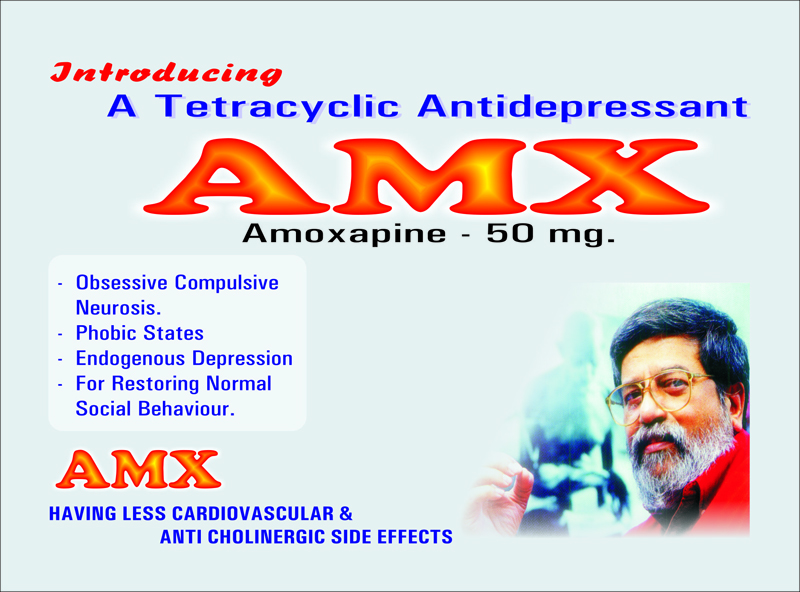 Introducing
A Tetracyclic Antidepressant
AMX
Amoxapine - 50 mg.
- Obsessive Compulsive
Neurosis.
- Phobic States
- Endogenous Depression
- For Restoring Normal
Social Behaviour.
AMX
HAVING LESS CARDIOVASCULAR &
ANTI CHOLINERGIC SIDE EFFECTS